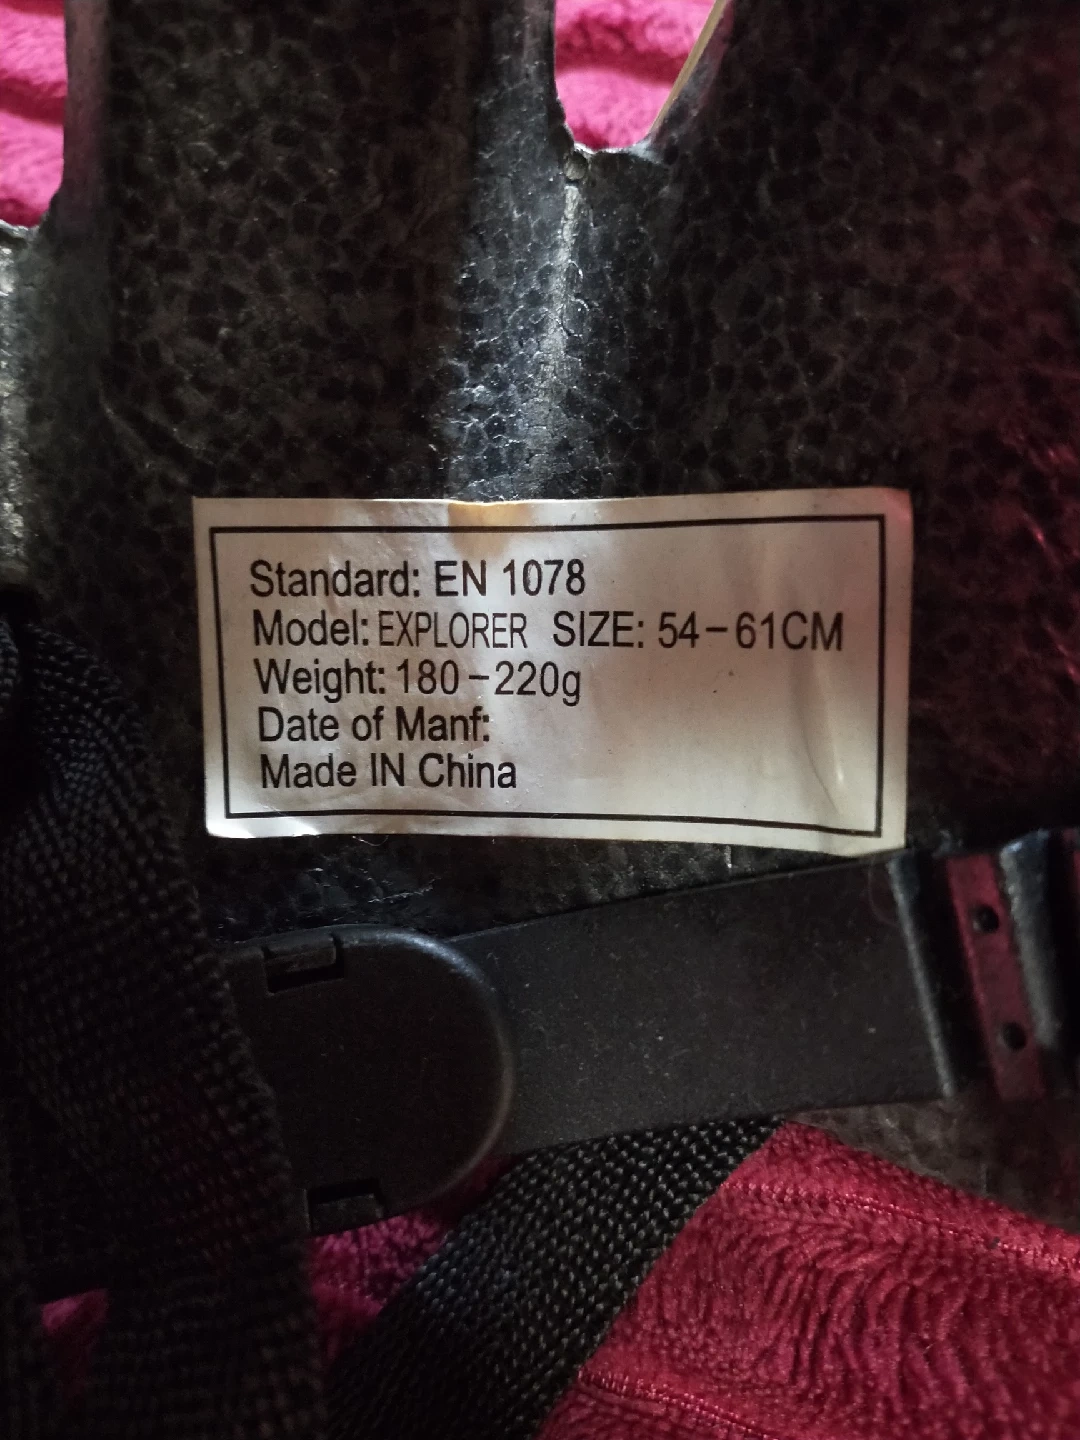 Standard: EN 1078
Model: EXPLORER SIZE: 54-61CM
Weight: 180-220g
Date of Manf:
Made IN China